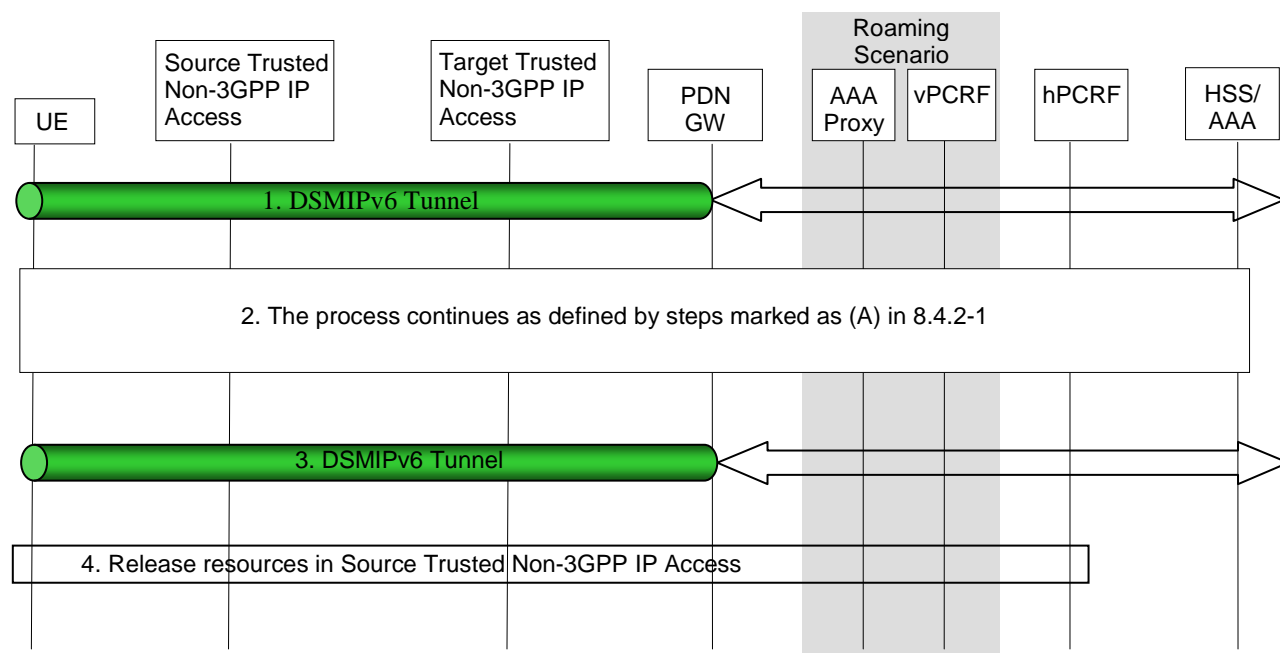 Roaming
Scenario
UE
Source Trusted
Non-3GPP IP
Access
Target Trusted
Non-3GPP IP
Access
PDN
GW
AAA
Proxy
vPCRF
hPCRF
HSS/
AAA
1. DSMIPv6 Tunnel
2. The process continues as defined by steps marked as (A) in 8.4.2-1
3. DSMIPv6 Tunnel
4. Release resources in Source Trusted Non-3GPP IP Access